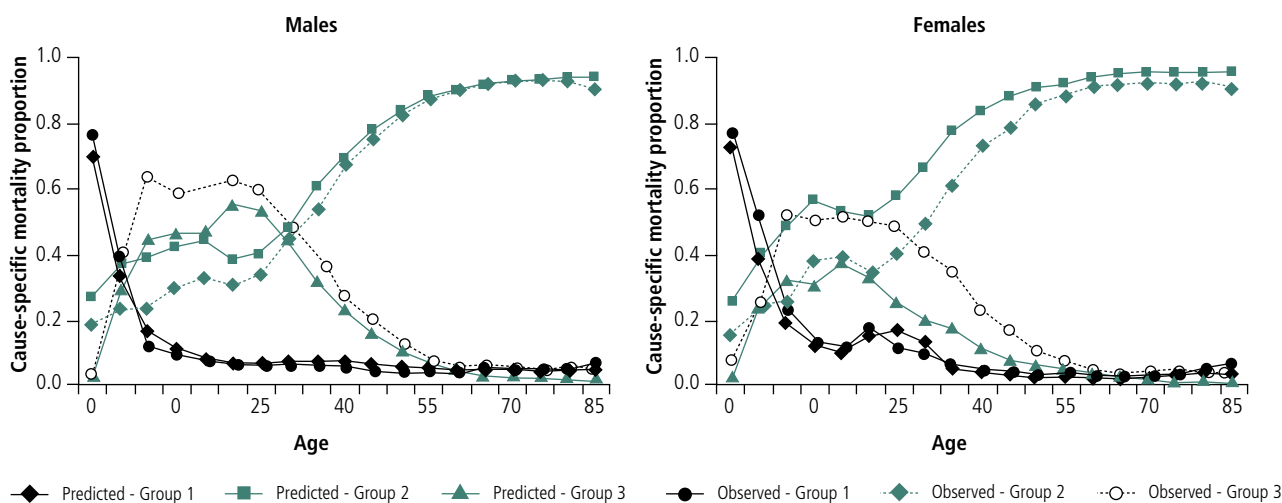 Males
Females
Cause-specific mortality proportion
1.0
0.8
0.6
0.4
0.2
0.0
0 0 25 40 55 70 85
Age
Cause-specific mortality proportion
1.0
0.8
0.6
0.4
0.2
0.0
0 0 25 40 55 70 85
Age
Predicted - Group 1 Predicted - Group 2 Predicted - Group 3 Observed - Group 1 Observed - Group 2 Observed - Group 3